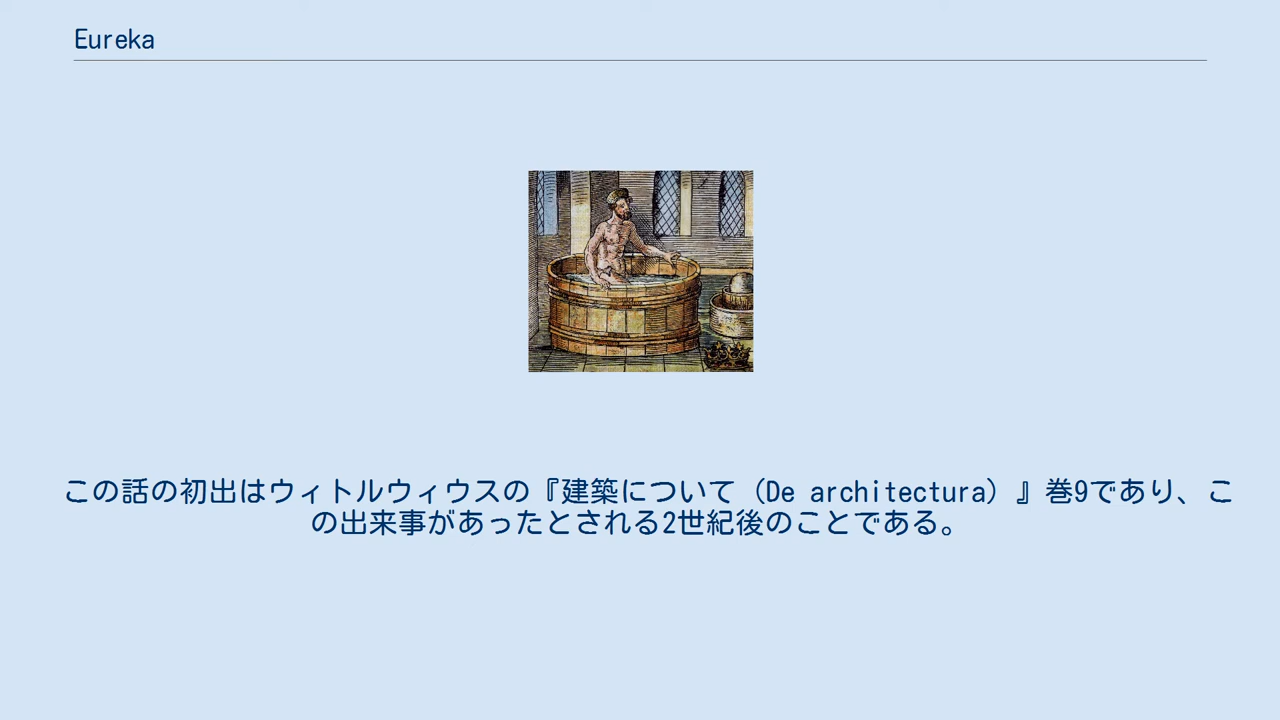 Eureka
この話の初出はウィトルウィウスの『建築について（De architectura）』巻9であり、こ
の出来事があったとされる2世紀後のことである。